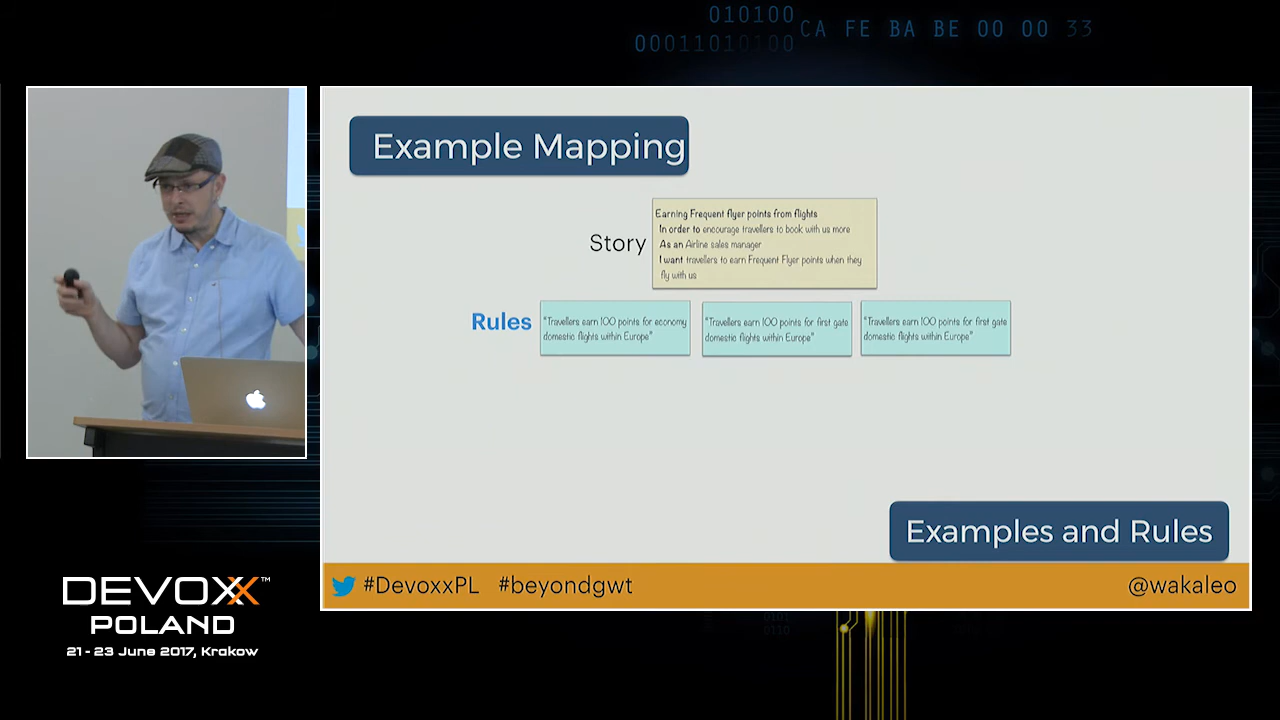 010100
00011010100
CA FE BA BE 00 00 33
Example Mapping
Story
Earning Frequent flyer points from flights
In order to encourage travellers to book with us more
As an Airline sales manager
I want travellers to earn Frequent Flyer points when they
fly with us
Rules
"Travellers earn 100 points for economy
domestic flights within Europe"
"Travellers earn 100 points for first gate
domestic flights within Europe"
"Travellers earn 100 points for first gate
domestic flights within Europe"
Examples and Rules
#DevoxxPL #beyondgwt
@wakaleo
DEVOXX™
POLAND
21 - 23 June 2017, Krakow